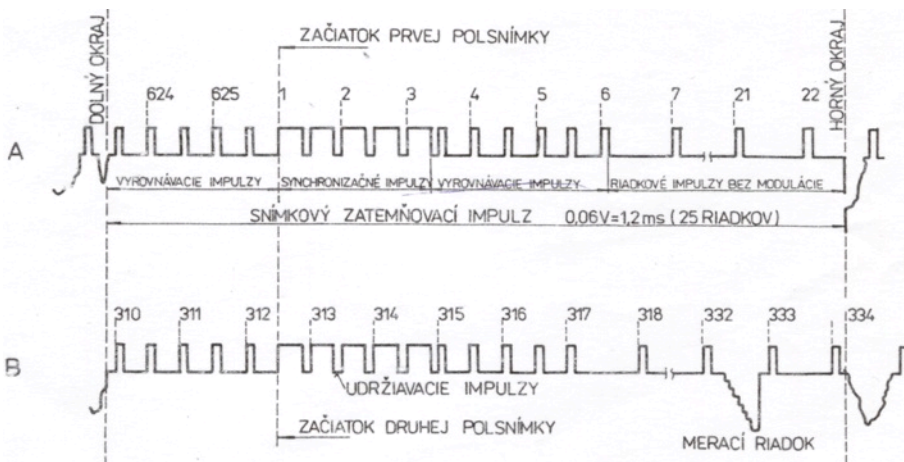 DOLNÝ OKRAJ
ZAČIATOK PRVEJ POLSNÍMKY
HORNÝ OKRAJ
624 625 1 2 3 4 5 6 7 21 22
A
VYROVNÁVACIE IMPULZY SYNCHRONIZAČNÉ IMPULZY VYROVNÁVACIE IMPULZY RIADKOVÉ IMPULZY BEZ MODULÁCIE
SNÍMKOVÝ ZATEMŇOVACÍ IMPULZ 0,06V=1,2ms (25 RIADKOV)
310 311 312 313 314 315 316 317 318 332 333 334
B
UDRŽIAVACIE IMPULZY
ZAČIATOK DRUHEJ POLSNÍMKY
MERACÍ RIADOK